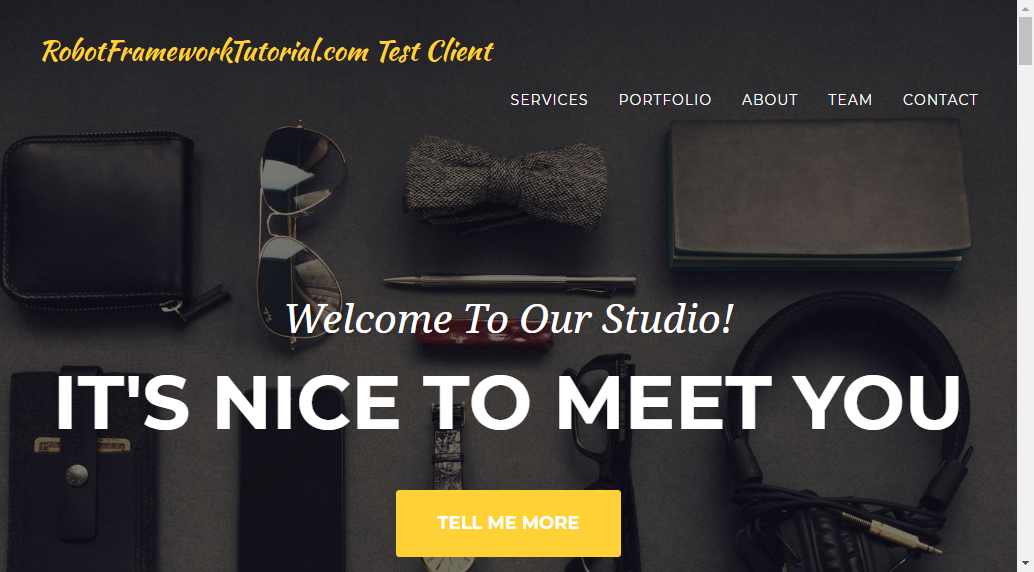 RobotFrameworkTutorial.com Test Client
SERVICES PORTFOLIO ABOUT TEAM CONTACT
Welcome To Our Studio!
IT'S NICE TO MEET YOU
TELL ME MORE